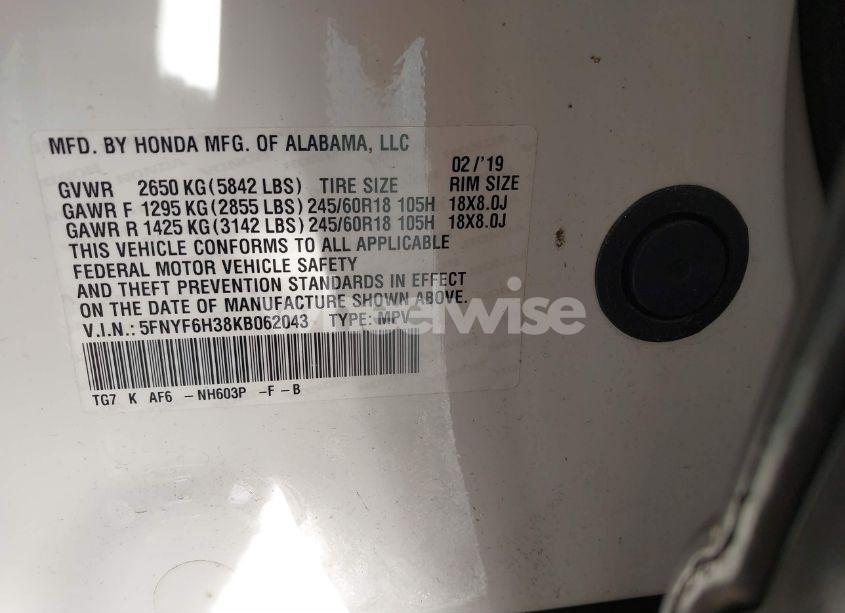 MFD. BY HONDA MFG. OF ALABAMA, LLC
02/'19
GVWR 2650 KG(5842 LBS) TIRE SIZE RIM SIZE
GAWR F 1295 KG(2855 LBS) 245/60R18 105H 18X8.0J
GAWR R 1425 KG(3142 LBS) 245/60R18 105H 18X8.0J
THIS VEHICLE CONFORMS TO ALL APPLICABLE
FEDERAL MOTOR VEHICLE SAFETY
AND THEFT PREVENTION STANDARDS IN EFFECT
ON THE DATE OF MANUFACTURE SHOWN ABOVE.
V.I.N.: 5FNYF6H38KB062043 TYPE: MPV
TG7 K AF6 -NH603P -F-B